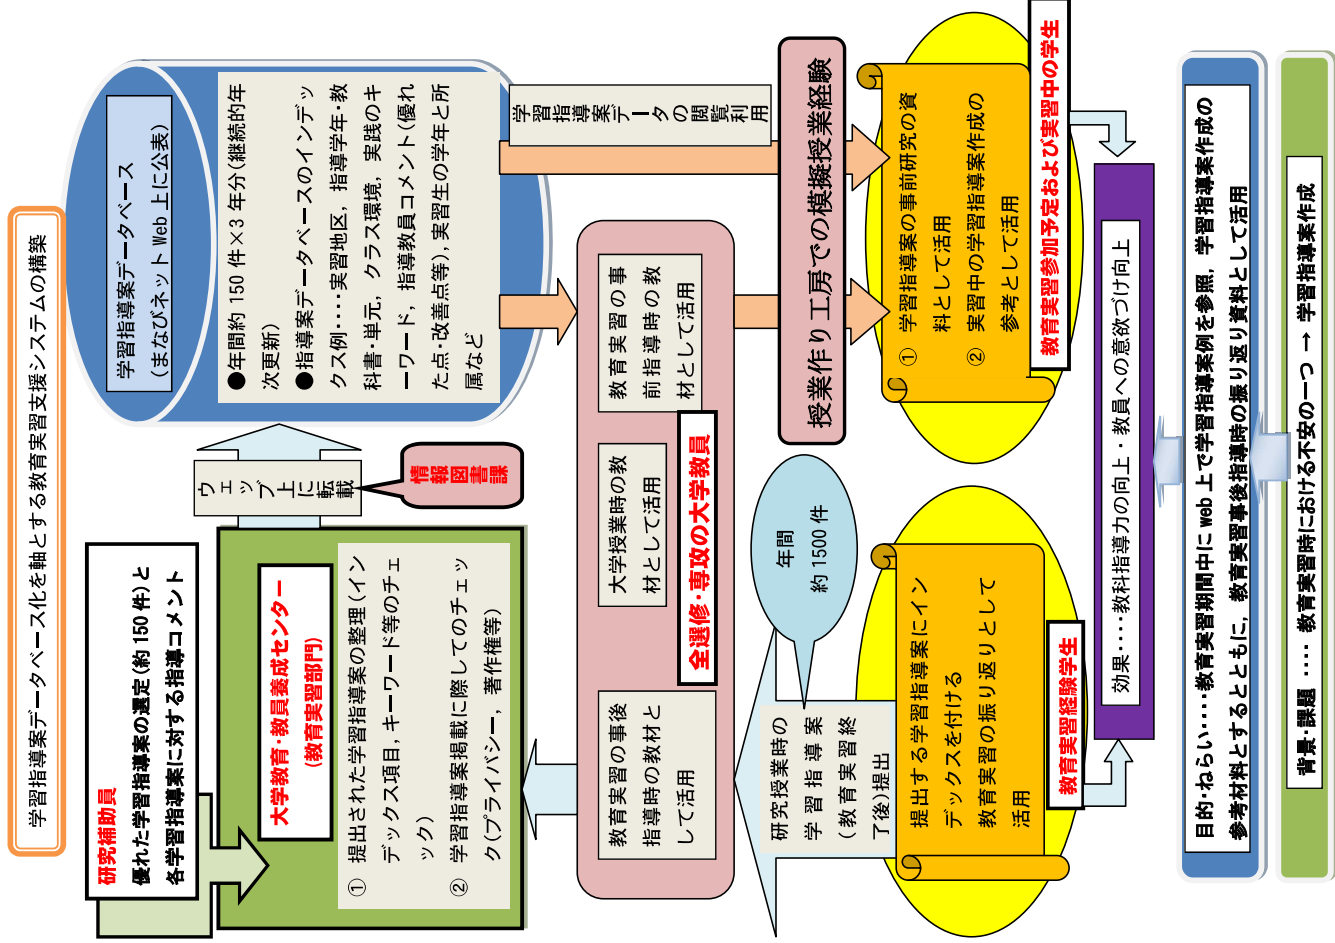 学習指導案データベース化を軸とする教育実習支援システムの構築
研究補助員
優れた学習指導案の選定(約 150 件)と
各学習指導案に対する指導コメント
大学教育・教員養成センター
(教育実習部門)
① 提出された学習指導案の整理(イン
デックス項目,キーワード等のチェ
ック)
② 学習指導案掲載に際してのチェッ
ク(プライバシー,著作権等)
ウェッブ上に転載
情報図書課
学習指導案データベース
(まなびネット Web 上に公表)
●年間約 150 件×3 年分(継続的年
次更新)
●指導案データベースのインデッ
クス例・・・・実習地区,指導学年・教
科書・単元,クラス環境,実践のキ
ーワード,指導教員コメント(優れ
た点・改善点等),実習生の学年と所
属など
学習指導案データの閲覧利用
教育実習の事後
指導時の教材と
して活用
大学授業時の教
材として活用
教育実習の事
前指導時の教
材として活用
全選修・専攻の大学教員
年間
約 1500 件
研究授業時の
学習指導案
(教育実習終
了後)提出
授業作り工房での模擬授業経験
提出する学習指導案にイン
デックスを付ける
教育実習の振り返りとして
活用
教育実習経験学生
① 学習指導案の事前研究の資
料として活用
② 実習中の学習指導案作成の
参考として活用
教育実習参加予定および実習中の学生
効果・・・・教科指導力の向上・教員への意欲づけ向上
目的・ねらい・・・・教育実習期間中に web 上で学習指導案例を参照,学習指導案作成の
参考材料とするとともに,教育実習事後指導時の振り返り資料として活用
背景・課題 ・・・・ 教育実習時における不安の一つ → 学習指導案作成